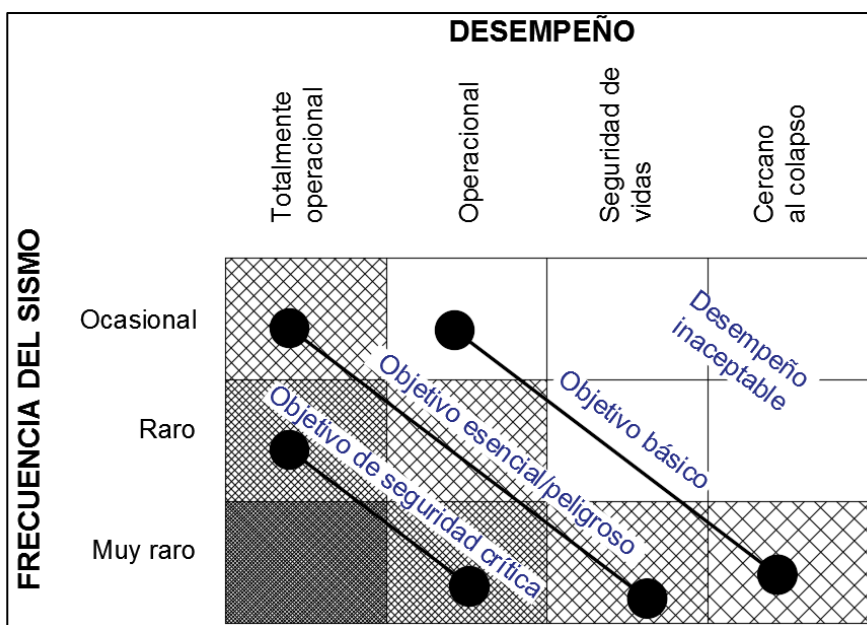 DESEMPEÑO
Totalmente
operacional
Operacional
Seguridad de
vidas
Cercano
al colapso
FRECUENCIA DEL SISMO
Ocasional
Raro
Muy raro
Desempeño
inaceptable
Objetivo básico
Objetivo esencial/peligroso
Objetivo de seguridad crítica